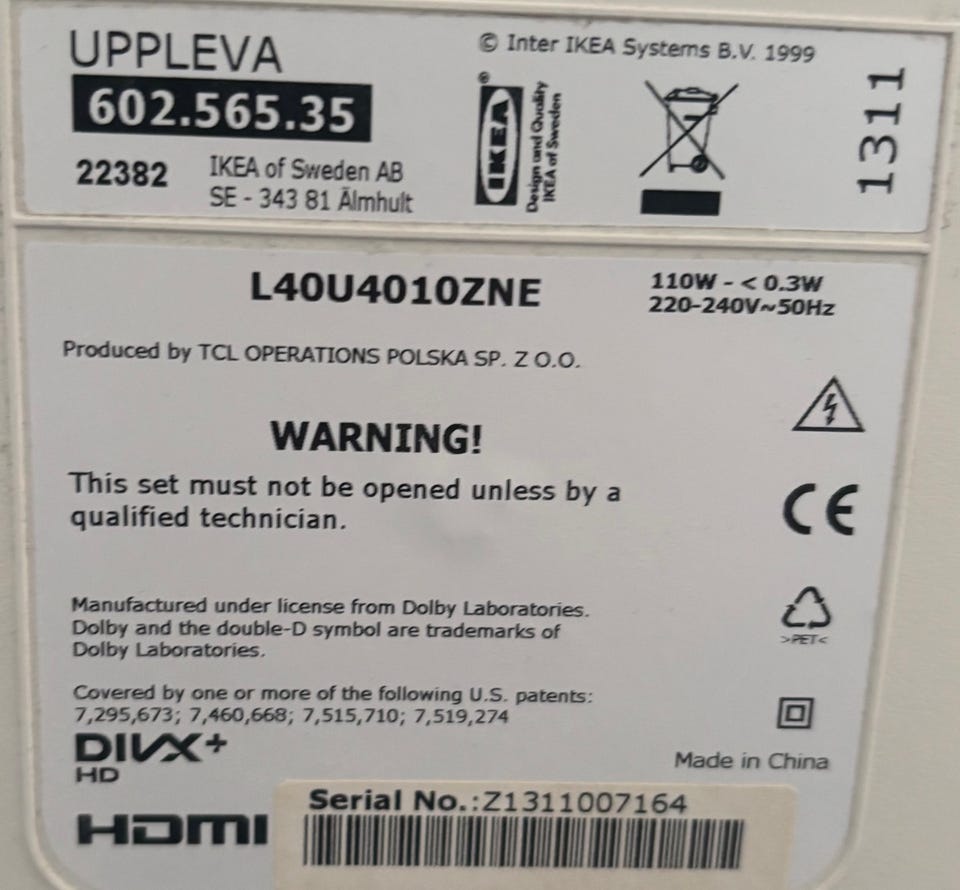 UPPLEVA
© Inter IKEA Systems B.V. 1999
602.565.35
22382
IKEA of Sweden AB
SE - 343 81 Älmhult
IKEA®
Design and Quality
IKEA of Sweden
1311
L40U4010ZNE
110W - < 0.3W
220-240V~50Hz
Produced by TCL OPERATIONS POLSKA SP. Z O.O.
WARNING!
This set must not be opened unless by a
qualified technician.
CE
Manufactured under license from Dolby Laboratories.
Dolby and the double-D symbol are trademarks of
Dolby Laboratories.
>PET<
Covered by one or more of the following U.S. patents:
7,295,673; 7,460,668; 7,515,710; 7,519,274
DIVX+
HD
Made in China
HDMI
Serial No.:Z1311007164